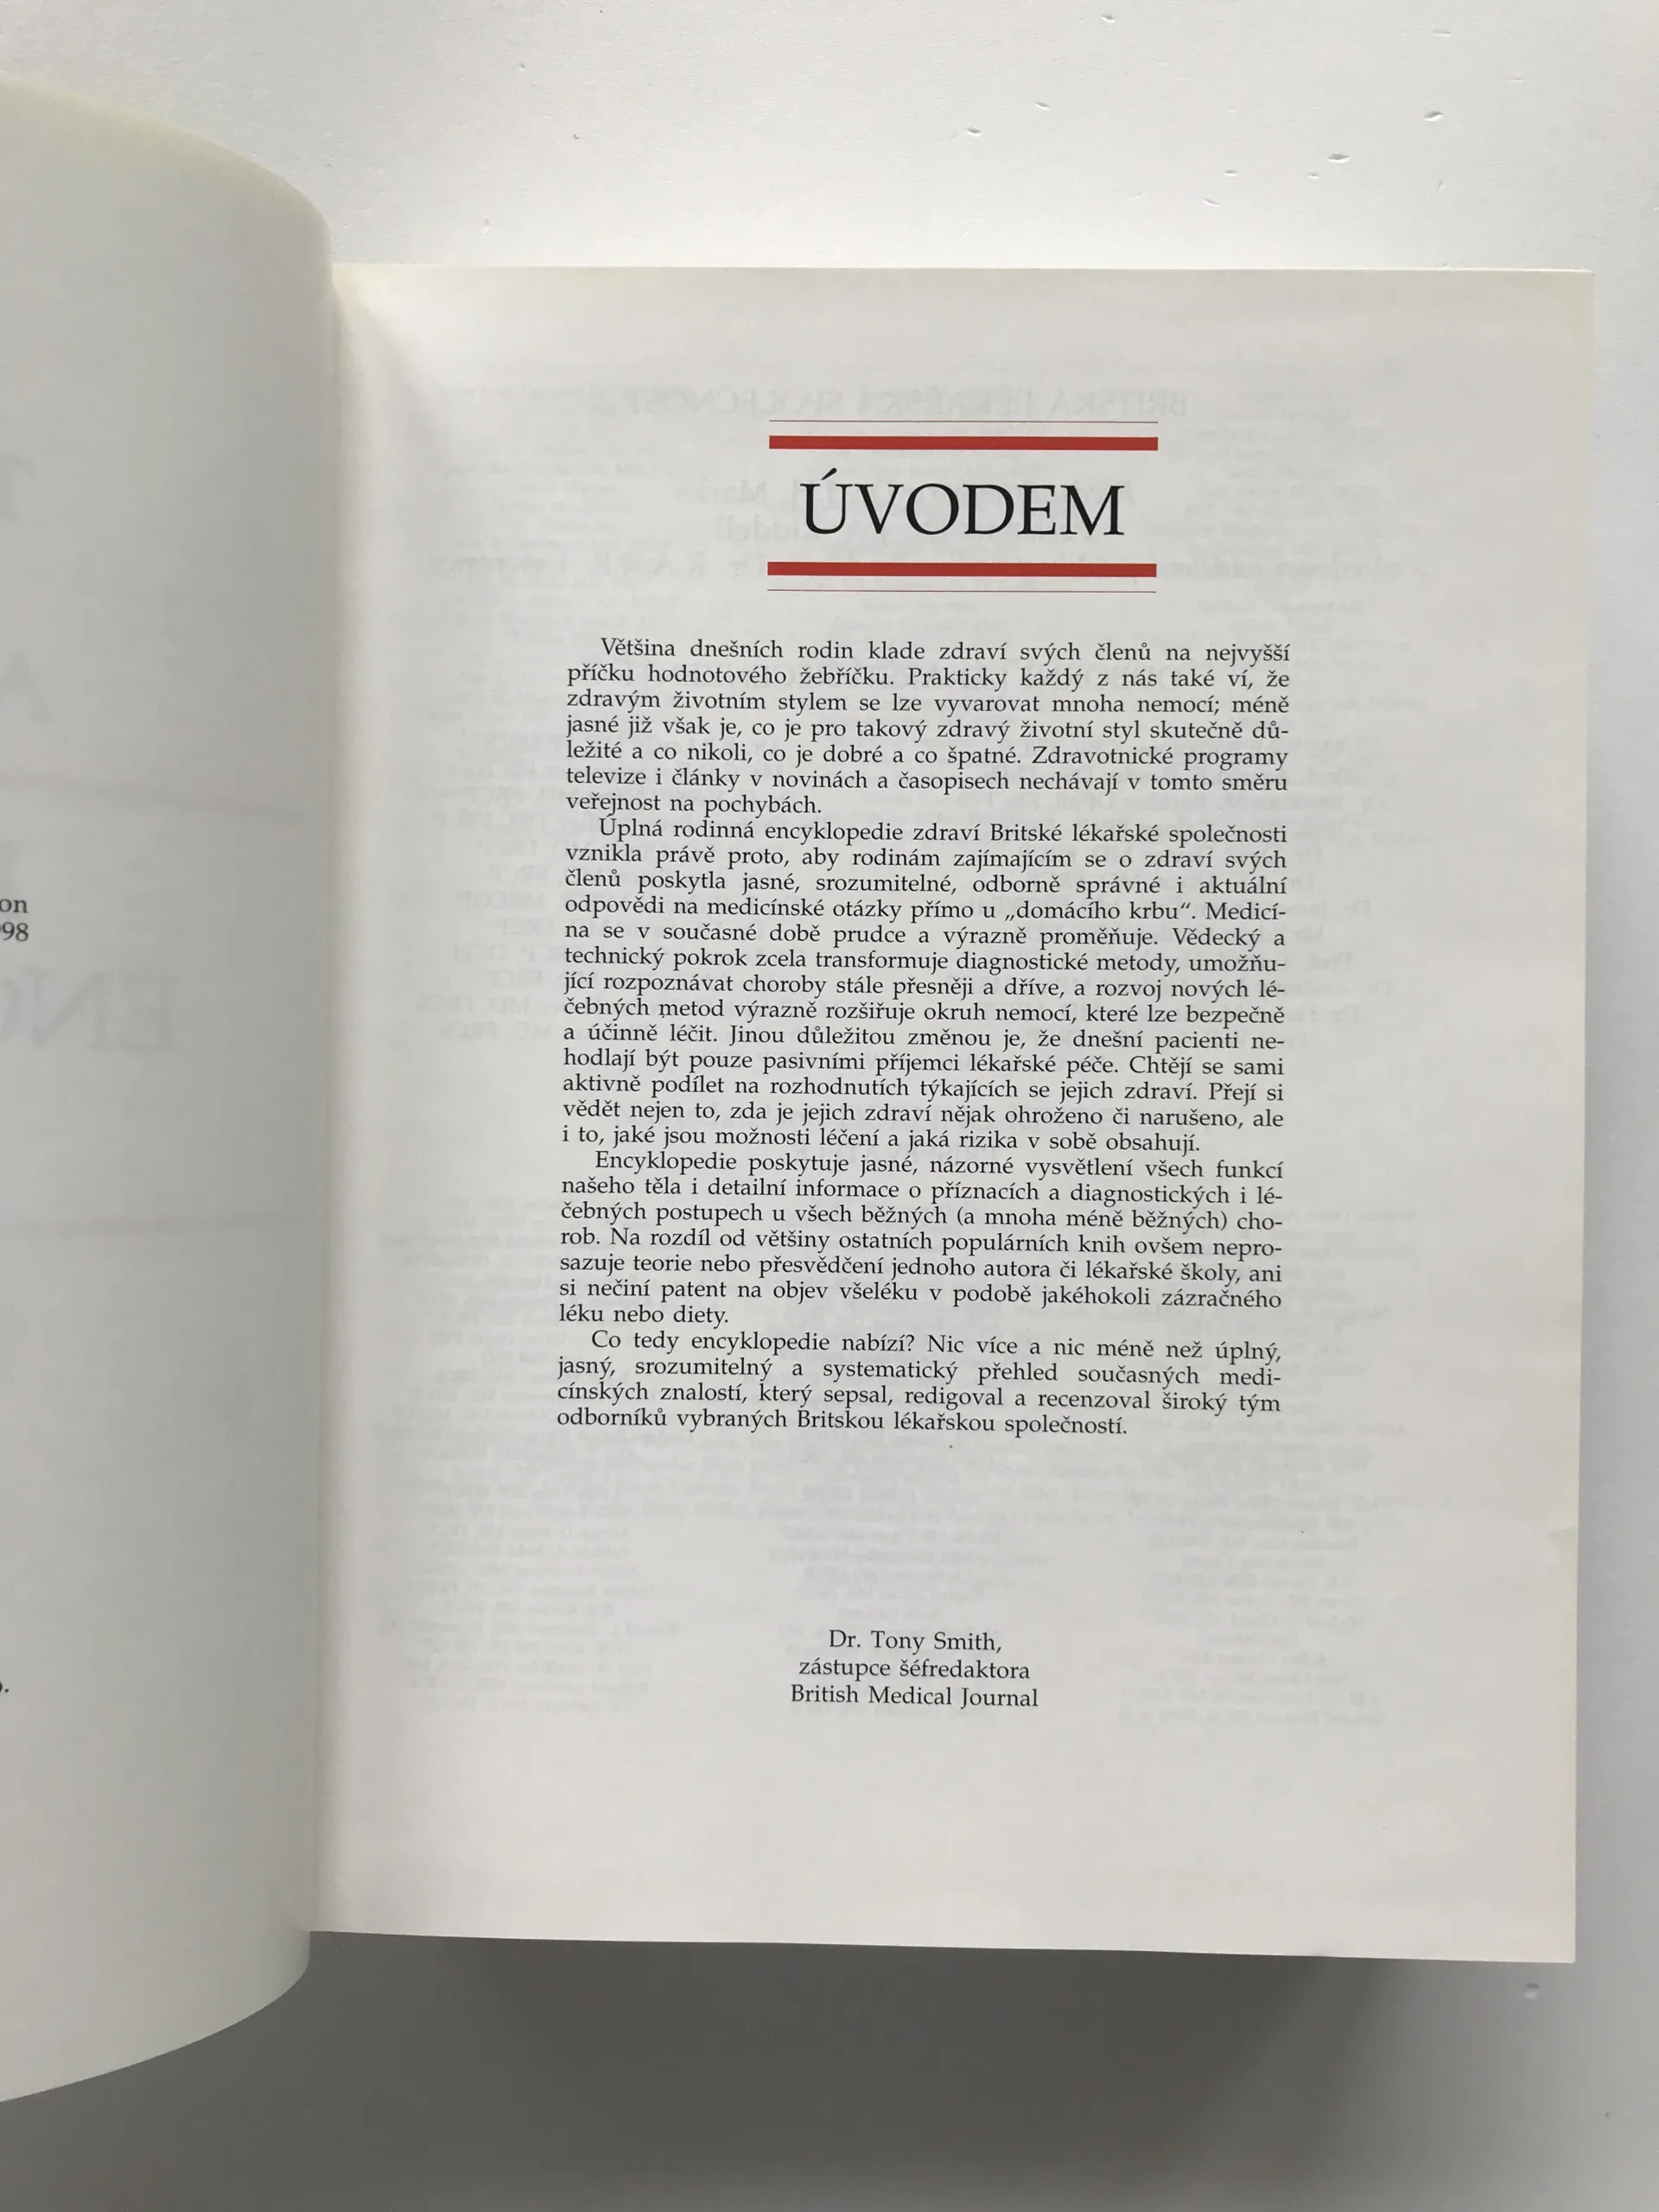 on
98
ÚVODEM
Většina dnešních rodin klade zdraví svých členů na nejvyšší
příčku hodnotového žebříčku. Prakticky každý z nás také ví, že
zdravým životním stylem se lze vyvarovat mnoha nemocí; méně
jasné již však je, co je pro takový zdravý životní styl skutečně dů-
ležité a co nikoli, co je dobré a co špatné. Zdravotnické programy
televize i články v novinách a časopisech nechávají v tomto směru
veřejnost na pochybách.
Úplná rodinná encyklopedie zdraví Britské lékařské společnosti
vznikla právě proto, aby rodinám zajímajícím se o zdraví svých
členů poskytla jasné, srozumitelné, odborně správné i aktuální
odpovědi na medicínské otázky přímo u „domácího krbu“. Medicí-
na se v současné době prudce a výrazně proměňuje. Vědecký a
technický pokrok zcela transformuje diagnostické metody, umožňu-
jící rozpoznávat choroby stále přesněji a dříve, a rozvoj nových lé-
čebných metod výrazně rozšiřuje okruh nemocí, které lze bezpečně
a účinně léčit. Jinou důležitou změnou je, že dnešní pacienti ne-
hodlají být pouze pasivními příjemci lékařské péče. Chtějí se sami
aktivně podílet na rozhodnutích týkajících se jejich zdraví. Přejí si
vědět nejen to, zda je jejich zdraví nějak ohroženo či narušeno, ale
i to, jaké jsou možnosti léčení a jaká rizika v sobě obsahují.
Encyklopedie poskytuje jasné, názorné vysvětlení všech funkcí
našeho těla i detailní informace o příznacích a diagnostických i lé-
čebných postupech u všech běžných (a mnoha méně běžných) cho-
rob. Na rozdíl od většiny ostatních populárních knih ovšem nepro-
sazuje teorie nebo přesvědčení jednoho autora či lékařské školy, ani
si nečiní patent na objev všeléku v podobě jakéhokoli zázračného
léku nebo diety.
Co tedy encyklopedie nabízí? Nic více a nic méně než úplný,
jasný, srozumitelný a systematický přehled současných medi-
cínských znalostí, který sepsal, redigoval a recenzoval široký tým
odborníků vybraných Britskou lékařskou společností.
Dr. Tony Smith,
zástupce šéfredaktora
British Medical Journal